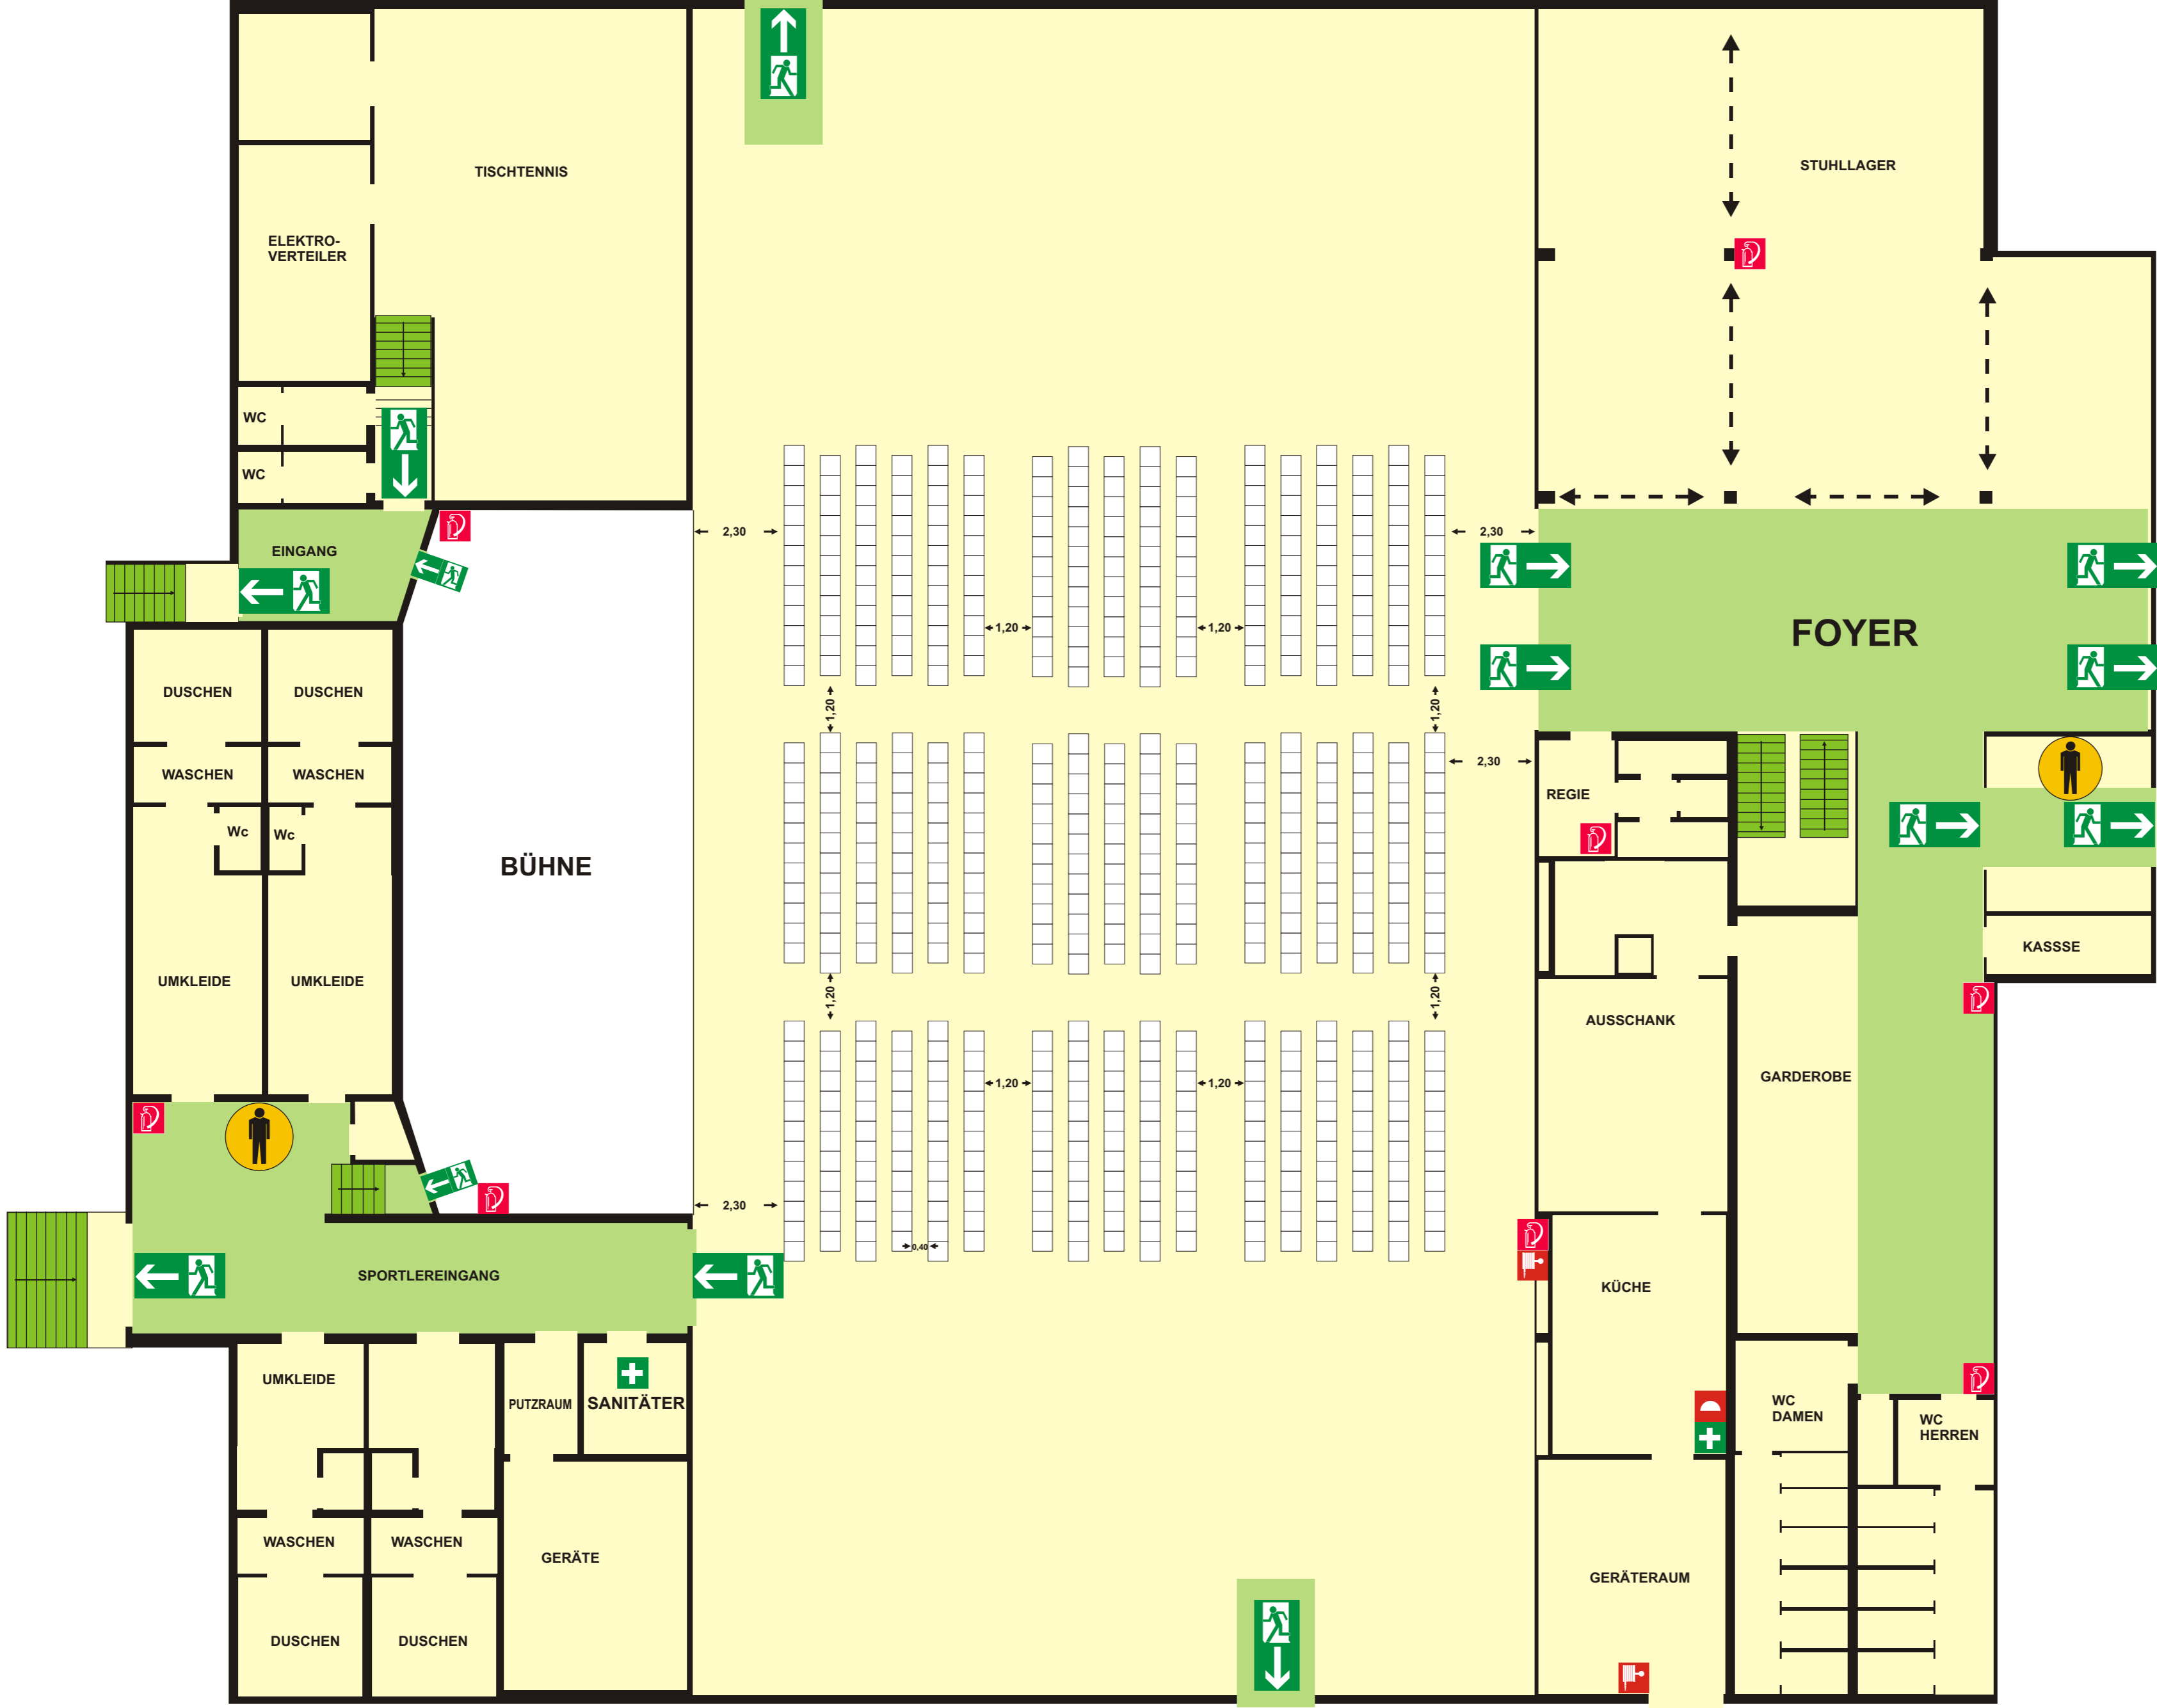 TISCHTENNIS
STUHLLAGER
ELEKTRO-
VERTEILER
WC
WC
EINGANG
2,30
2,30
FOYER
1,20
1,20
DUSCHEN
DUSCHEN
1,20
1,20
WASCHEN
WASCHEN
2,30
REGIE
Wc
Wc
BÜHNE
KASSSE
UMKLEIDE
UMKLEIDE
1,20
1,20
AUSSCHANK
GARDEROBE
1,20
1,20
2,30
0,40
SPORTLEREINGANG
KÜCHE
UMKLEIDE
PUTZRAUM
SANITÄTER
WC
DAMEN
WC
HERREN
WASCHEN
WASCHEN
GERÄTE
GERÄTERAUM
DUSCHEN
DUSCHEN